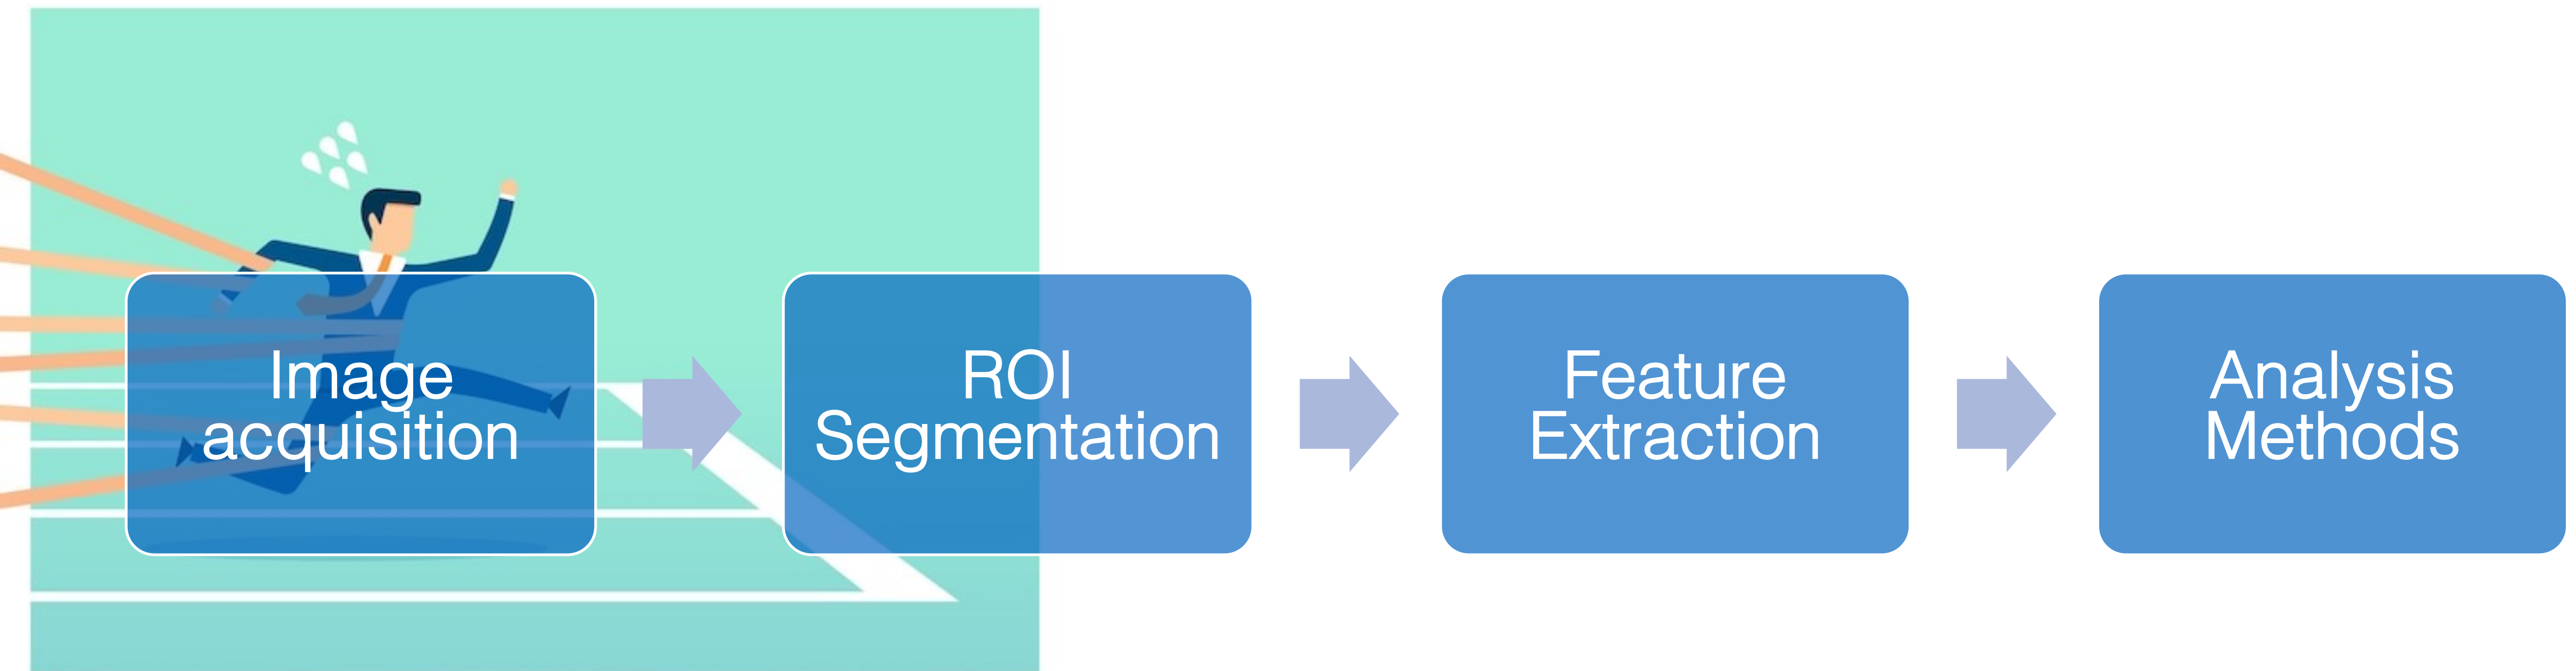 Image
acquisition
ROI
Segmentation
Feature
Extraction
Analysis
Methods